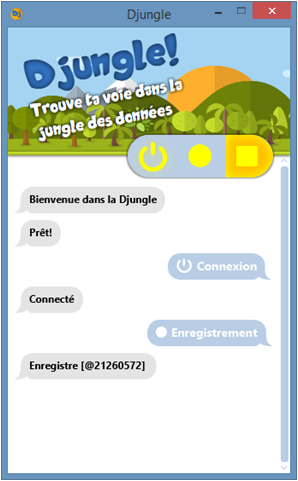 Djungle
Djungle!
Trouve ta voie dans la
jungle des données
Bienvenue dans la Djungle
Prêt!
Connexion
Connecté
Enregistrement
Enregistre [@21260572]